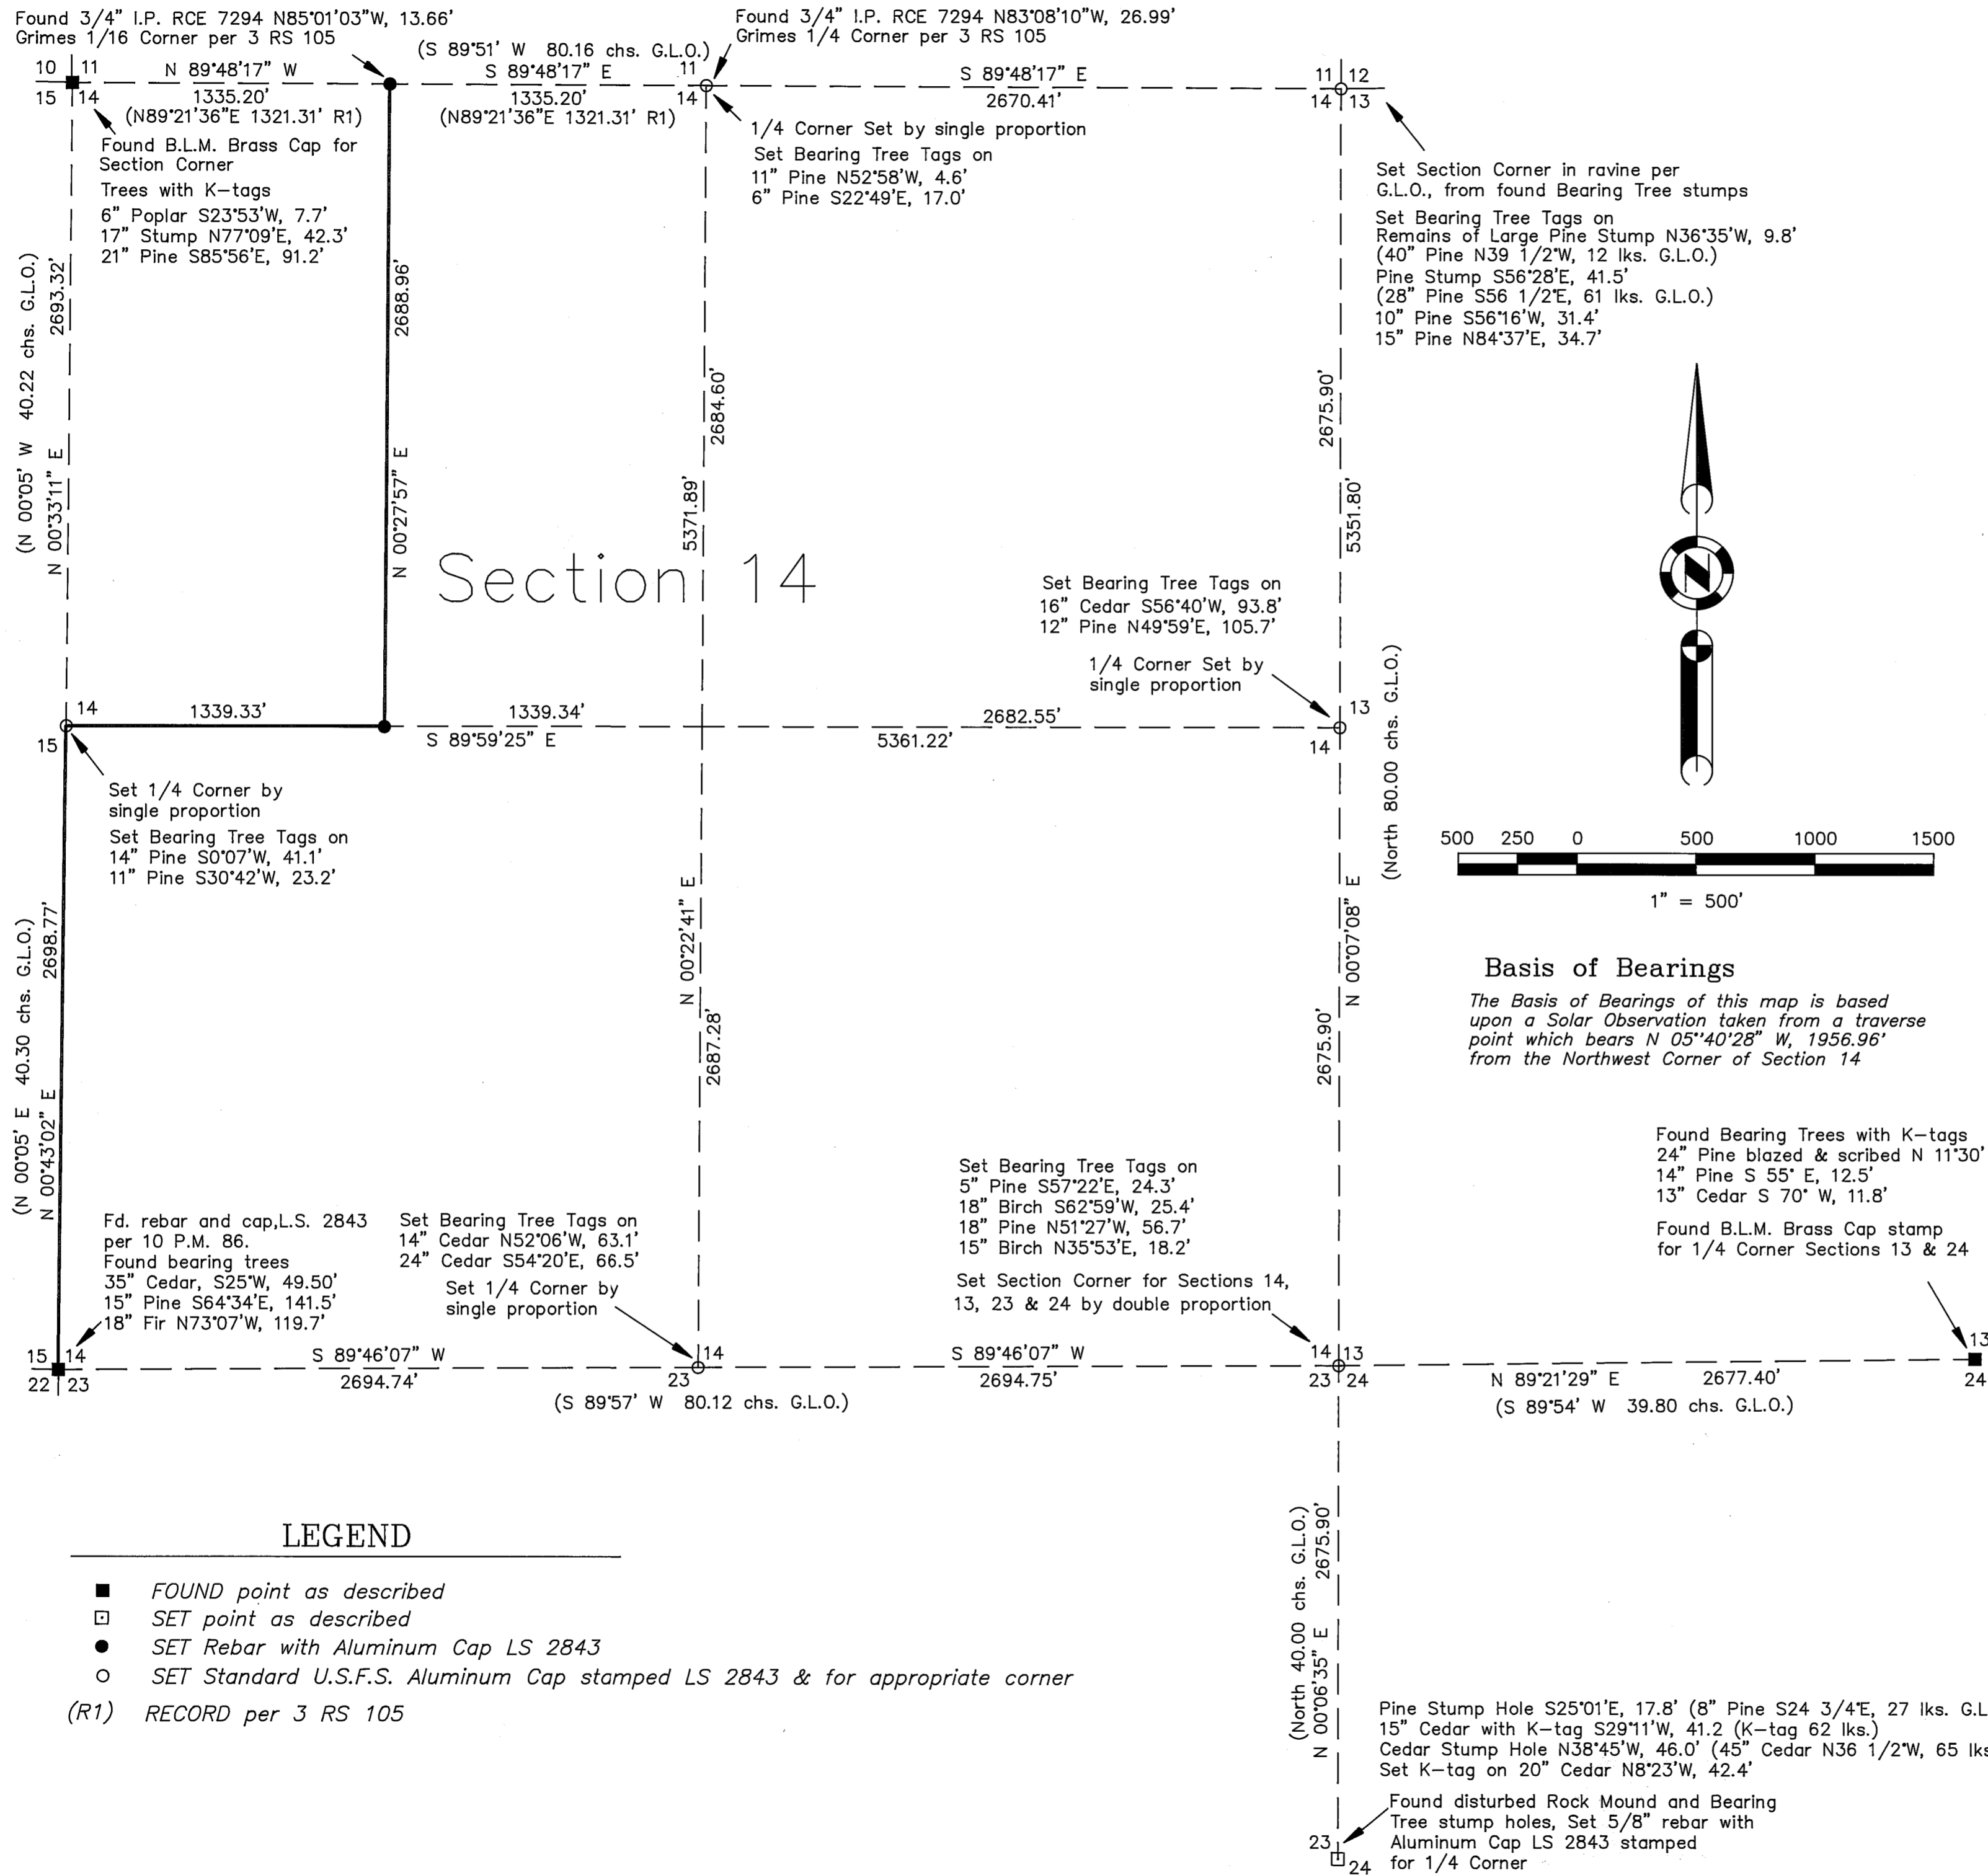 Found 3/4" I.P. RCE 7294 N85°01'03"W, 13.66'
Grimes 1/16 Corner per 3 RS 105
Found 3/4" I.P. RCE 7294 N83°08'10"W, 26.99'
Grimes 1/4 Corner per 3 RS 105
(S 89°51' W 80.16 chs. G.L.O.)
10 11
15 14
N 89°48'17" W
1335.20'
(N89°21'36"E 1321.31' R1)
S 89°48'17" E
1335.20'
(N89°21'36"E 1321.31' R1)
11
14
S 89°48'17" E
2670.41'
11 12
14 13
Found B.L.M. Brass Cap for
Section Corner
Trees with K-tags
6" Poplar S23°53'W, 7.7'
17" Stump N77°09'E, 42.3'
21" Pine S85°56'E, 91.2'
1/4 Corner Set by single proportion
Set Bearing Tree Tags on
11" Pine N52°58'W, 4.6'
6" Pine S22°49'E, 17.0'
Set Section Corner in ravine per
G.L.O., from found Bearing Tree stumps
Set Bearing Tree Tags on
Remains of Large Pine Stump N36°35'W, 9.8'
(40" Pine N39 1/2°W, 12 lks. G.L.O.)
Pine Stump S56°28'E, 41.5'
(28" Pine S56 1/2°E, 61 lks. G.L.O.)
10" Pine S56°16'W, 31.4'
15" Pine N84°37'E, 34.7'
(N 00°05' W 40.22 chs. G.L.O.)
N 00°33'11" E
2693.32'
N 00°27'57" E
2688.96'
5371.89'
2684.60'
2675.90'
5351.80'
Section 14
N
Set Bearing Tree Tags on
16" Cedar S56°40'W, 93.8'
12" Pine N49°59'E, 105.7'
1/4 Corner Set by
single proportion
(North 80.00 chs. G.L.O.)
14
15
1339.33'
1339.34'
S 89°59'25" E
2682.55'
5361.22'
13
14
Set 1/4 Corner by
single proportion
Set Bearing Tree Tags on
14" Pine S0°07'W, 41.1'
11" Pine S30°42'W, 23.2'
500 250 0 500 1000 1500
1" = 500'
(N 00°05' E 40.30 chs. G.L.O.)
N 00°43'02" E
2698.77'
N 00°22'41" E
2687.28'
N 00°07'08" E
2675.90'
Basis of Bearings
The Basis of Bearings of this map is based
upon a Solar Observation taken from a traverse
point which bears N 05°'40'28" W, 1956.96'
from the Northwest Corner of Section 14
Found Bearing Trees with K-tags
24" Pine blazed & scribed N 11°30'
14" Pine S 55° E, 12.5'
13" Cedar S 70° W, 11.8'
Found B.L.M. Brass Cap stamp
for 1/4 Corner Sections 13 & 24
Fd. rebar and cap,L.S. 2843
per 10 P.M. 86.
Found bearing trees
35" Cedar, S25°W, 49.50'
15" Pine S64°34'E, 141.5'
18" Fir N73°07'W, 119.7'
Set Bearing Tree Tags on
14" Cedar N52°06'W, 63.1'
24" Cedar S54°20'E, 66.5'
Set 1/4 Corner by
single proportion
Set Bearing Tree Tags on
5" Pine S57°22'E, 24.3'
18" Birch S62°59'W, 25.4'
18" Pine N51°27'W, 56.7'
15" Birch N35°53'E, 18.2'
Set Section Corner for Sections 14,
13, 23 & 24 by double proportion
15 14
22 23
S 89°46'07" W
2694.74'
14
23
(S 89°57' W 80.12 chs. G.L.O.)
S 89°46'07" W
2694.75'
14 13
23 24
N 89°21'29" E 2677.40'
(S 89°54' W 39.80 chs. G.L.O.)
13
24
(North 40.00 chs. G.L.O.)
N 00°06'35" E 2675.90'
LEGEND
FOUND point as described
SET point as described
SET Rebar with Aluminum Cap LS 2843
SET Standard U.S.F.S. Aluminum Cap stamped LS 2843 & for appropriate corner
(R1) RECORD per 3 RS 105
Pine Stump Hole S25°01'E, 17.8' (8" Pine S24 3/4°E, 27 lks. G.L
15" Cedar with K-tag S29°11'W, 41.2 (K-tag 62 lks.)
Cedar Stump Hole N38°45'W, 46.0' (45" Cedar N36 1/2°W, 65 lks
Set K-tag on 20" Cedar N8°23'W, 42.4'
Found disturbed Rock Mound and Bearing
Tree stump holes, Set 5/8" rebar with
Aluminum Cap LS 2843 stamped
for 1/4 Corner
23
24